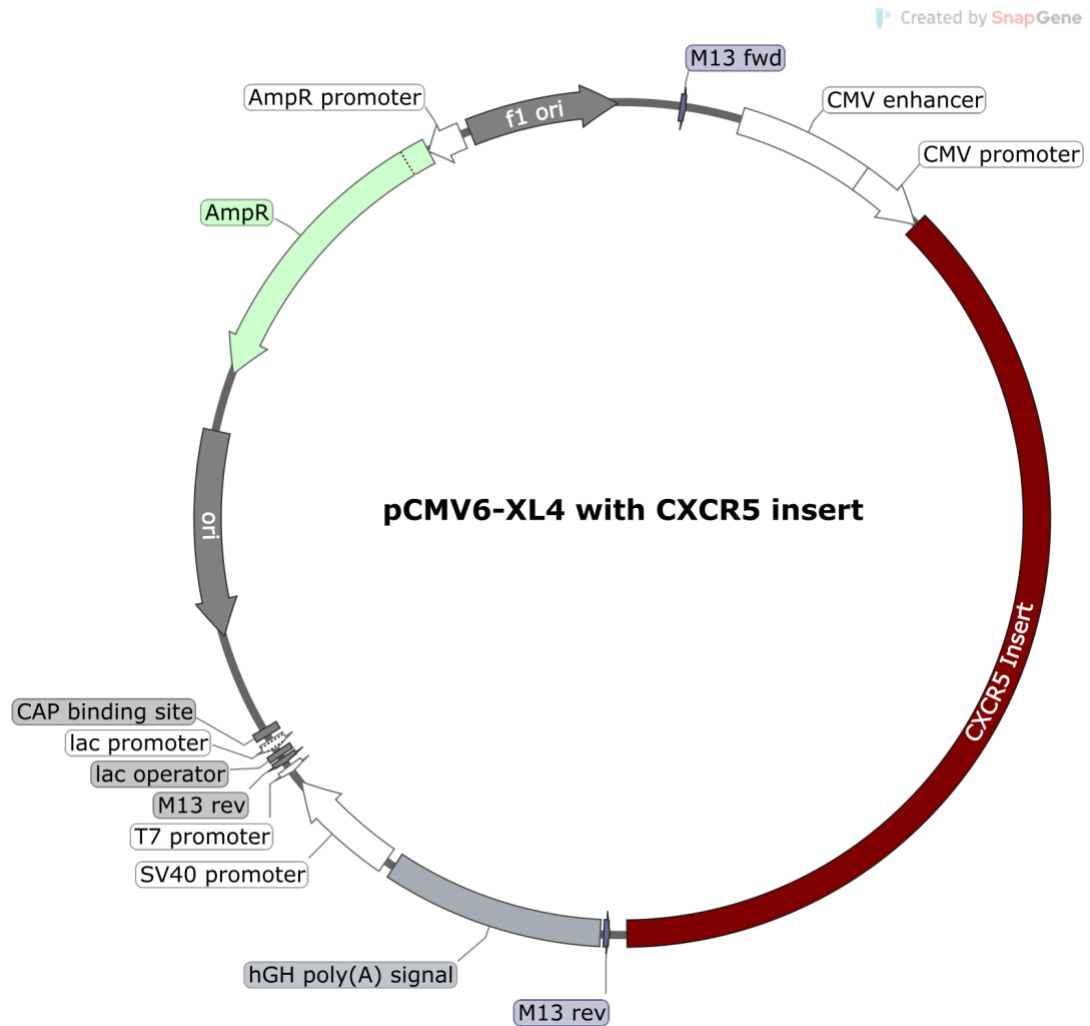 Created by SnapGene
M13 fwd
AmpR promoter
f1 ori
CMV enhancer
CMV promoter
AmpR
pCMV6-XL4 with CXCR5 insert
ori
CXCR5 Insert
CAP binding site
lac promoter
lac operator
M13 rev
T7 promoter
SV40 promoter
hGH poly(A) signal
M13 rev